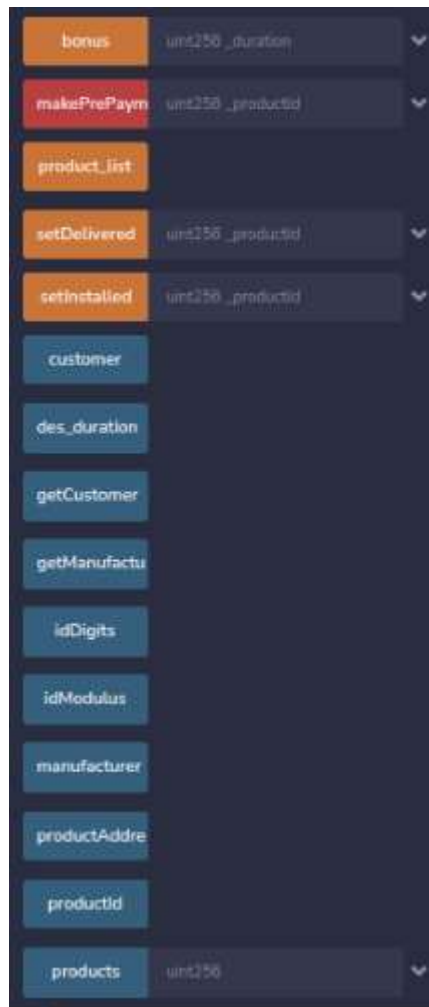 bonus uint256 _duration
makePrePaym uint256 _productId
product_list
setDelivered uint256 _productId
setInstalled uint256 _productId
customer
des_duration
getCustomer
getManufactu
idDigits
idModulus
manufacturer
productAddre
productId
products uint256